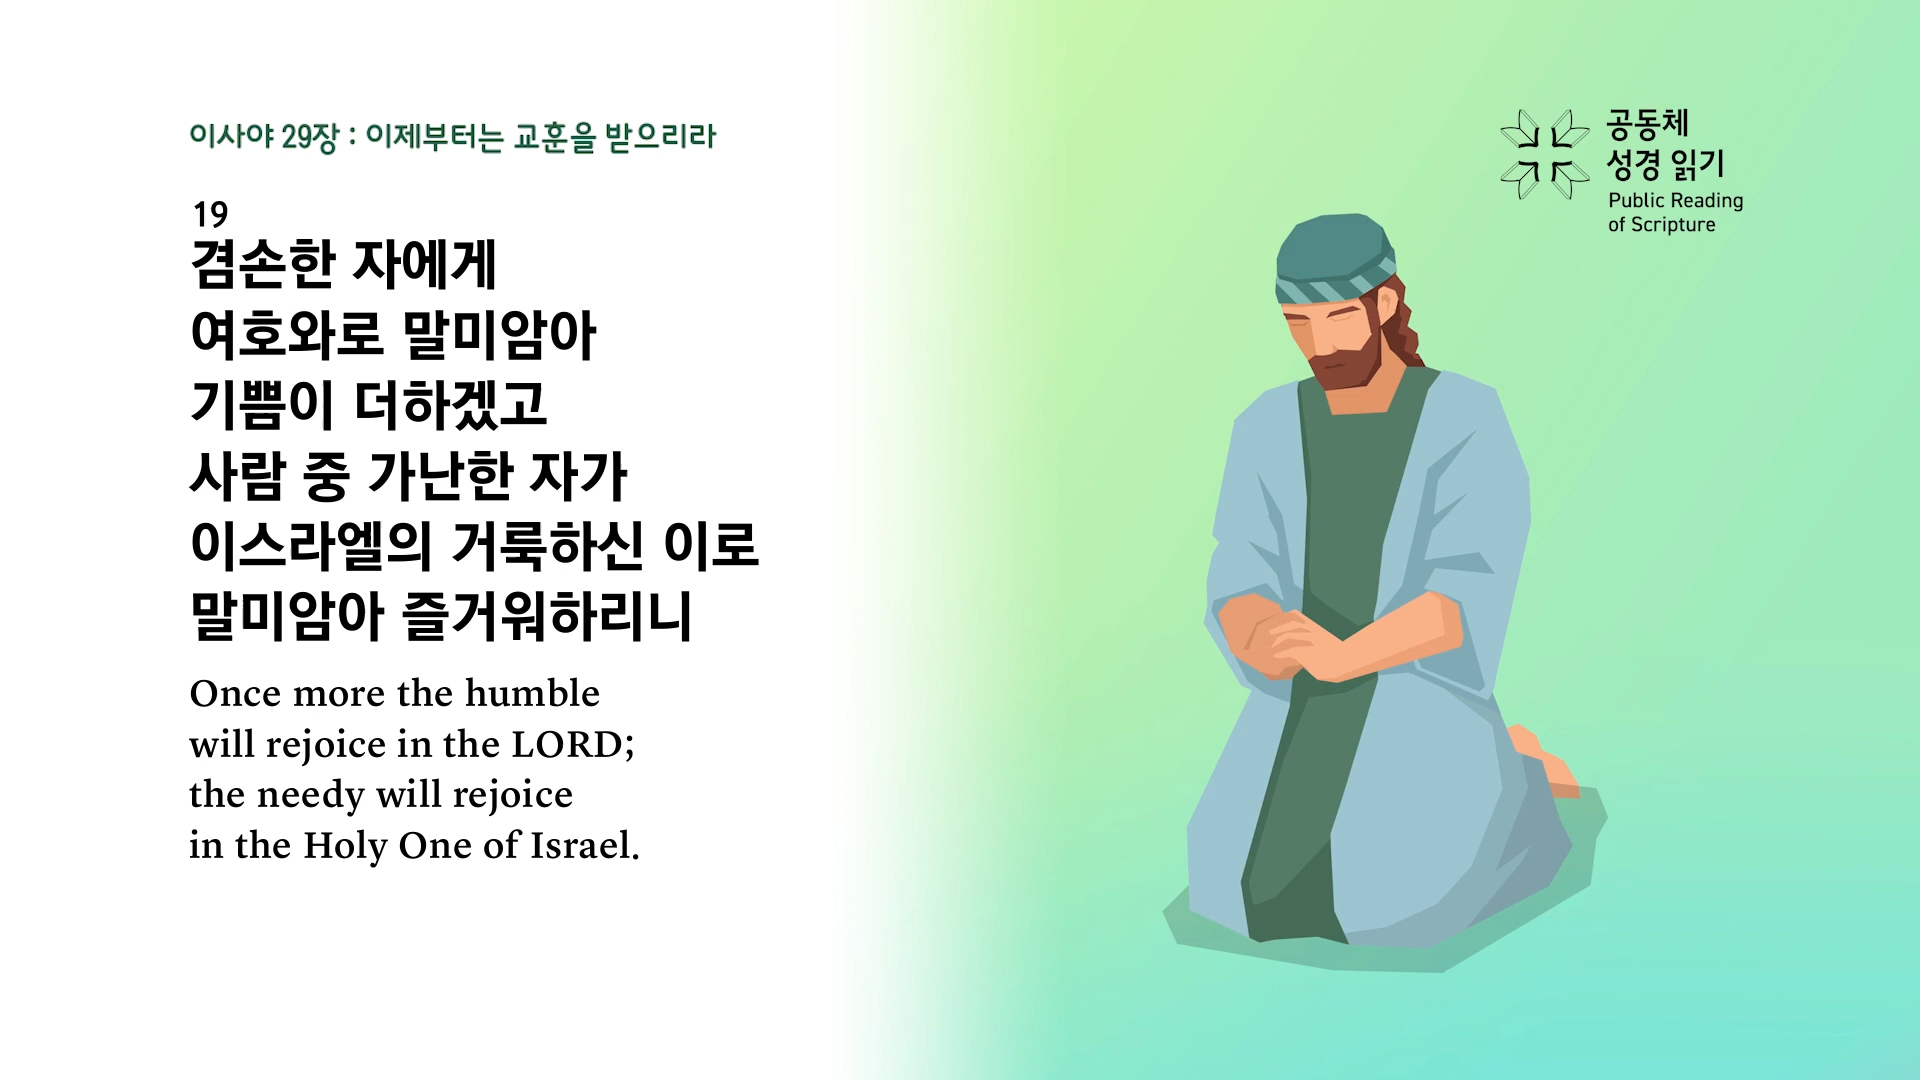 이사야 29장 : 이제부터는 교훈을 받으리라
19
겸손한 자에게
여호와로 말미암아
기쁨이 더하겠고
사람 중 가난한 자가
이스라엘의 거룩하신 이로
말미암아 즐거워하리니
Once more the humble
will rejoice in the LORD;
the needy will rejoice
in the Holy One of Israel.
공동체
성경 읽기
Public Reading
of Scripture